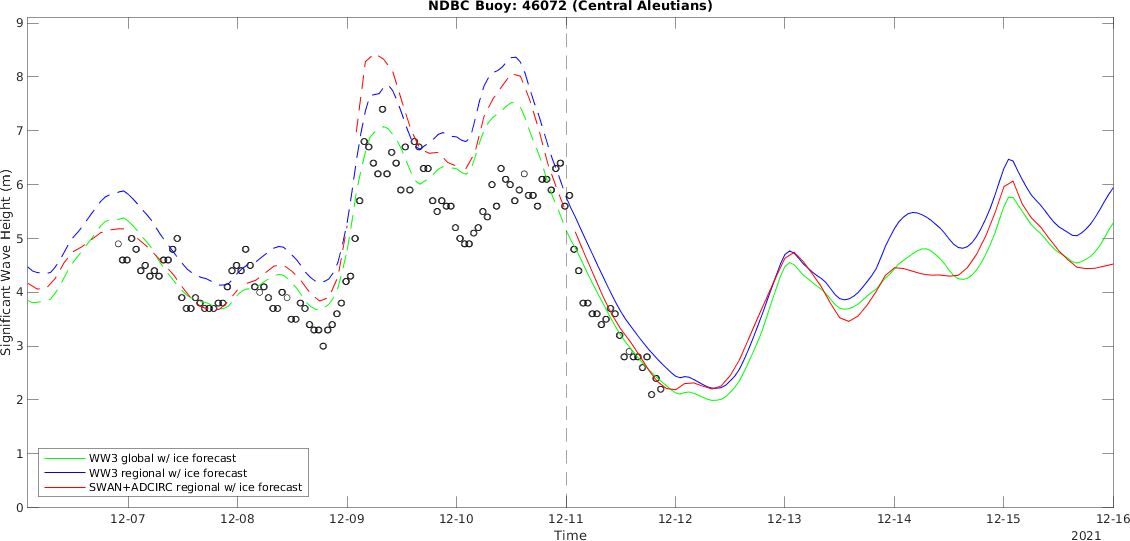 NDBC Buoy: 46072 (Central Aleutians)
9
8
7
6
5
4
3
2
1
0
Significant Wave Height (m)
WW3 global w/ ice forecast
WW3 regional w/ ice forecast
SWAN+ADCIRC regional w/ ice forecast
12-07 12-08 12-09 12-10 12-11 12-12 12-13 12-14 12-15 12-16
Time
2021